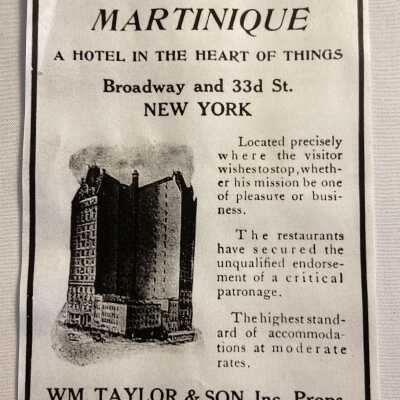 MARTINIQUE
A HOTEL IN THE HEART OF THINGS
Broadway and 33d St.
NEW YORK
Located precisely
where the visitor
wishes to stop, wheth-
er his mission be one
of pleasure or busi-
ness.
The restaurants
have secured the
unqualified endorse-
ment of a critical
patronage.
The highest stand-
ard of accommoda-
tions at moderate
rates.
WM. TAYLOR & SON, Inc., Props.